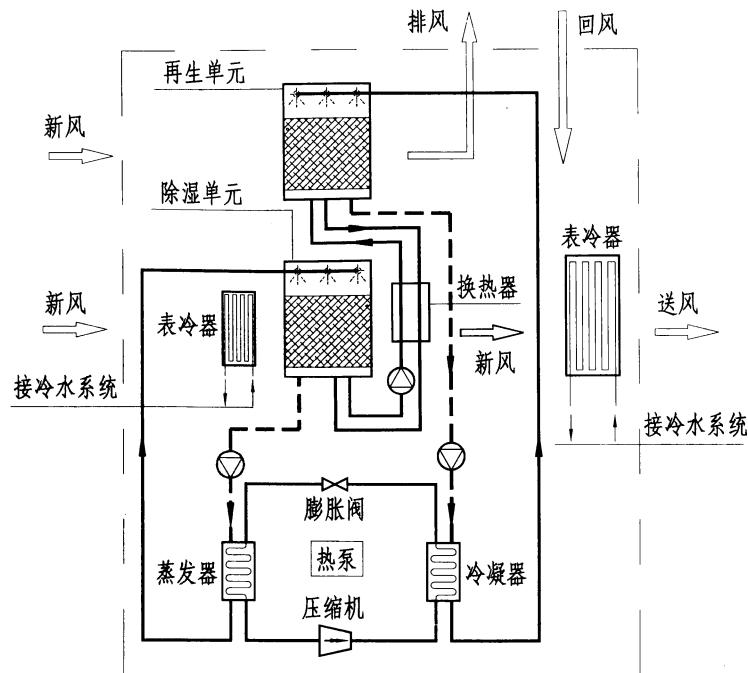 排风
回风
再生单元
新风
除湿单元
表冷器
换热器
新风
表冷器
送风
新风
接冷水系统
接冷水系统
膨胀阀
蒸发器
热泵
冷凝器
压缩机